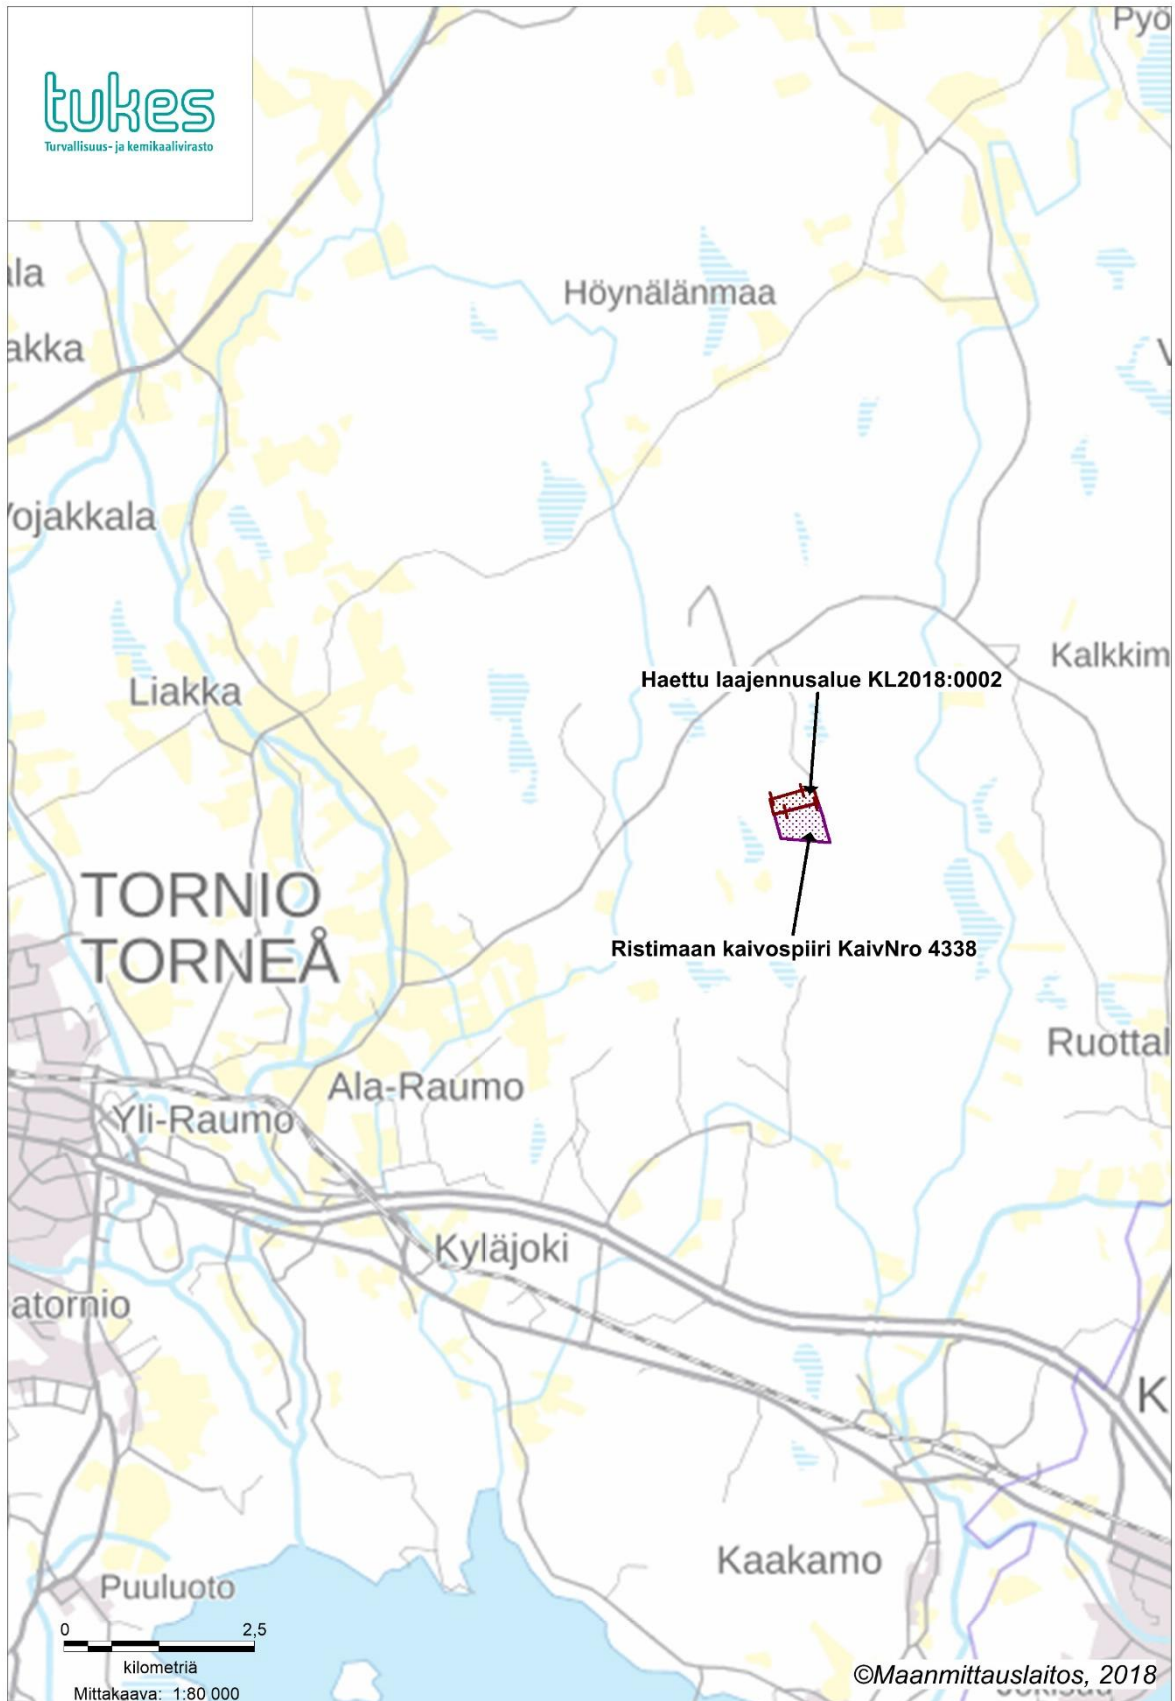 tukes
Turvallisuus- ja kemikaalivirasto
Pyö
ala
akka
Höynälänmaa
Vojakkala
Kalkkim
Haettu laajennusalue KL2018:0002
Liakka
TORNIO
TORNEÅ
Ristimaan kaivospiiri KaivNro 4338
Ruottal
Ala-Raumo
Yli-Raumo
Kyläjoki
atornio
K
Kaakamo
Puuluoto
0 2,5
kilometriä
Mittakaava: 1:80 000
©Maanmittauslaitos, 2018